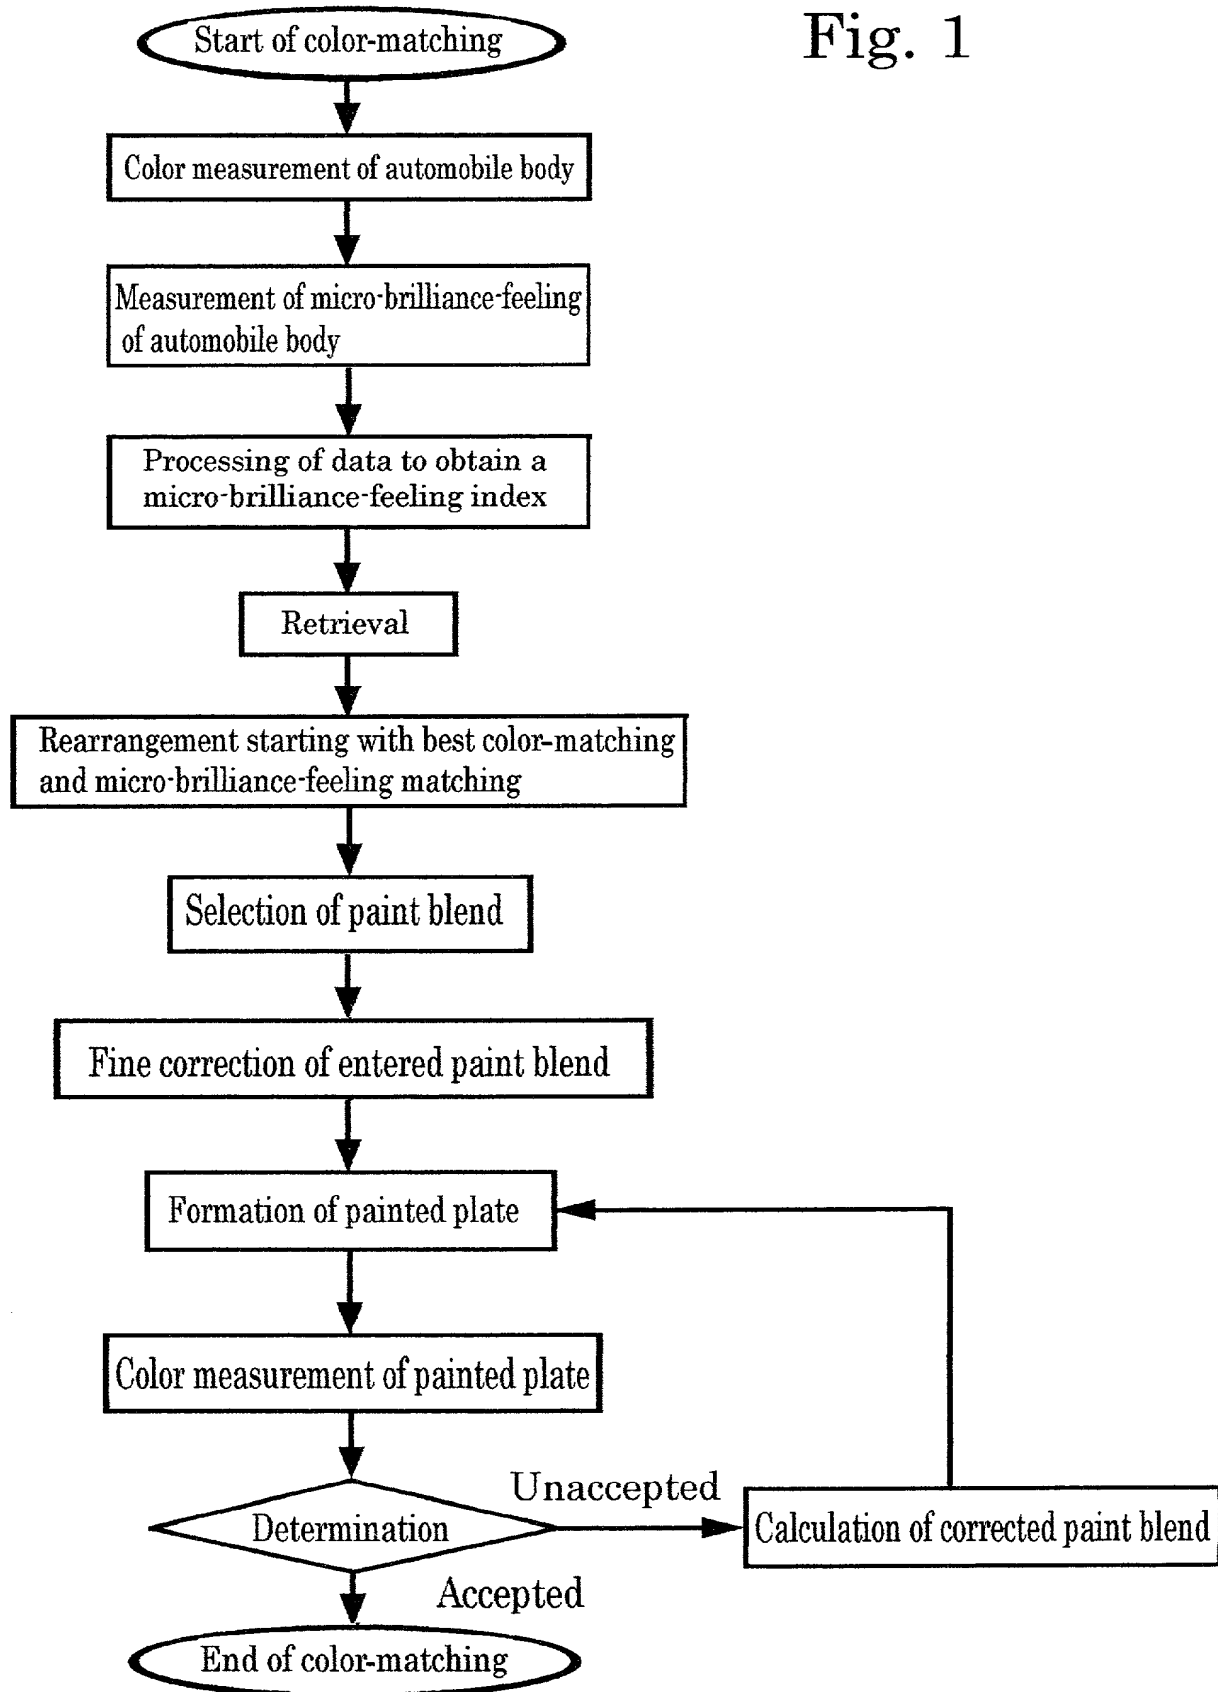 Fig. 1
Start of color-matching
Color measurement of automobile body
Measurement of micro-brilliance-feeling
of automobile body
Processing of data to obtain a
micro-brilliance-feeling index
Retrieval
Rearrangement starting with best color-matching
and micro-brilliance-feeling matching
Selection of paint blend
Fine correction of entered paint blend
Formation of painted plate
Color measurement of painted plate
Unaccepted
Determination
Calculation of corrected paint blend
Accepted
End of color-matching